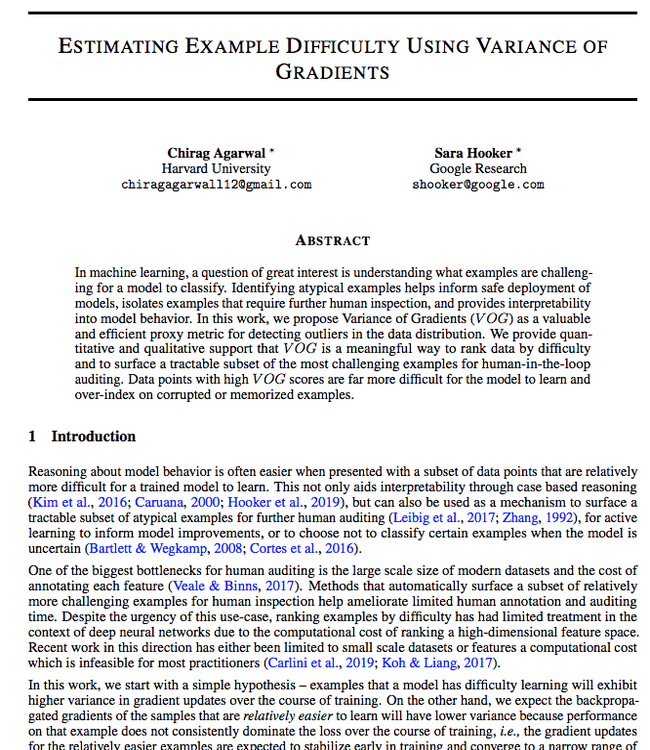 ESTIMATING EXAMPLE DIFFICULTY USING VARIANCE OF
GRADIENTS
Chirag Agarwal *
Sara Hooker *
Harvard University
Google Research
chiragagarwall12@gmail.com
shooker@google.com
ABSTRACT
In machine learning, a question of great interest is understanding what examples are challeng-
ing for a model to classify. Identifying atypical examples helps inform safe deployment of
models, isolates examples that require further human inspection, and provides interpretability
into model behavior. In this work, we propose Variance of Gradients (VOG) as a valuable
and efficient proxy metric for detecting outliers in the data distribution. We provide quan-
titative and qualitative support that VOG is a meaningful way to rank data by difficulty
and to surface a tractable subset of the most challenging examples for human-in-the-loop
auditing. Data points with high VOG scores are far more difficult for the model to learn and
over-index on corrupted or memorized examples.
1 Introduction
Reasoning about model behavior is often easier when presented with a subset of data points that are relatively
more difficult for a trained model to learn. This not only aids interpretability through case based reasoning
(Kim et al., 2016; Caruana, 2000; Hooker et al., 2019), but can also be used as a mechanism to surface a
tractable subset of atypical examples for further human auditing (Leibig et al., 2017; Zhang, 1992), for active
learning to inform model improvements, or to choose not to classify certain examples when the model is
uncertain (Bartlett & Wegkamp, 2008; Cortes et al., 2016).
One of the biggest bottlenecks for human auditing is the large scale size of modern datasets and the cost of
annotating each feature (Veale & Binns, 2017). Methods that automatically surface a subset of relatively
more challenging examples for human inspection help ameliorate limited human annotation and auditing
time. Despite the urgency of this use-case, ranking examples by difficulty has had limited treatment in the
context of deep neural networks due to the computational cost of ranking a high-dimensional feature space.
Recent work in this direction has either been limited to small scale datasets or features a computational cost
which is infeasible for most practitioners (Carlini et al., 2019; Koh & Liang, 2017).
In this work, we start with a simple hypothesis – examples that a model has difficulty learning will exhibit
higher variance in gradient updates over the course of training. On the other hand, we expect the backpropa-
gated gradients of the samples that are relatively easier to learn will have lower variance because performance
on that example does not consistently dominate the loss over the course of training, i.e., the gradient updates
for the relatively easier examples are expected to stabilize early in training and converge to a narrow range of